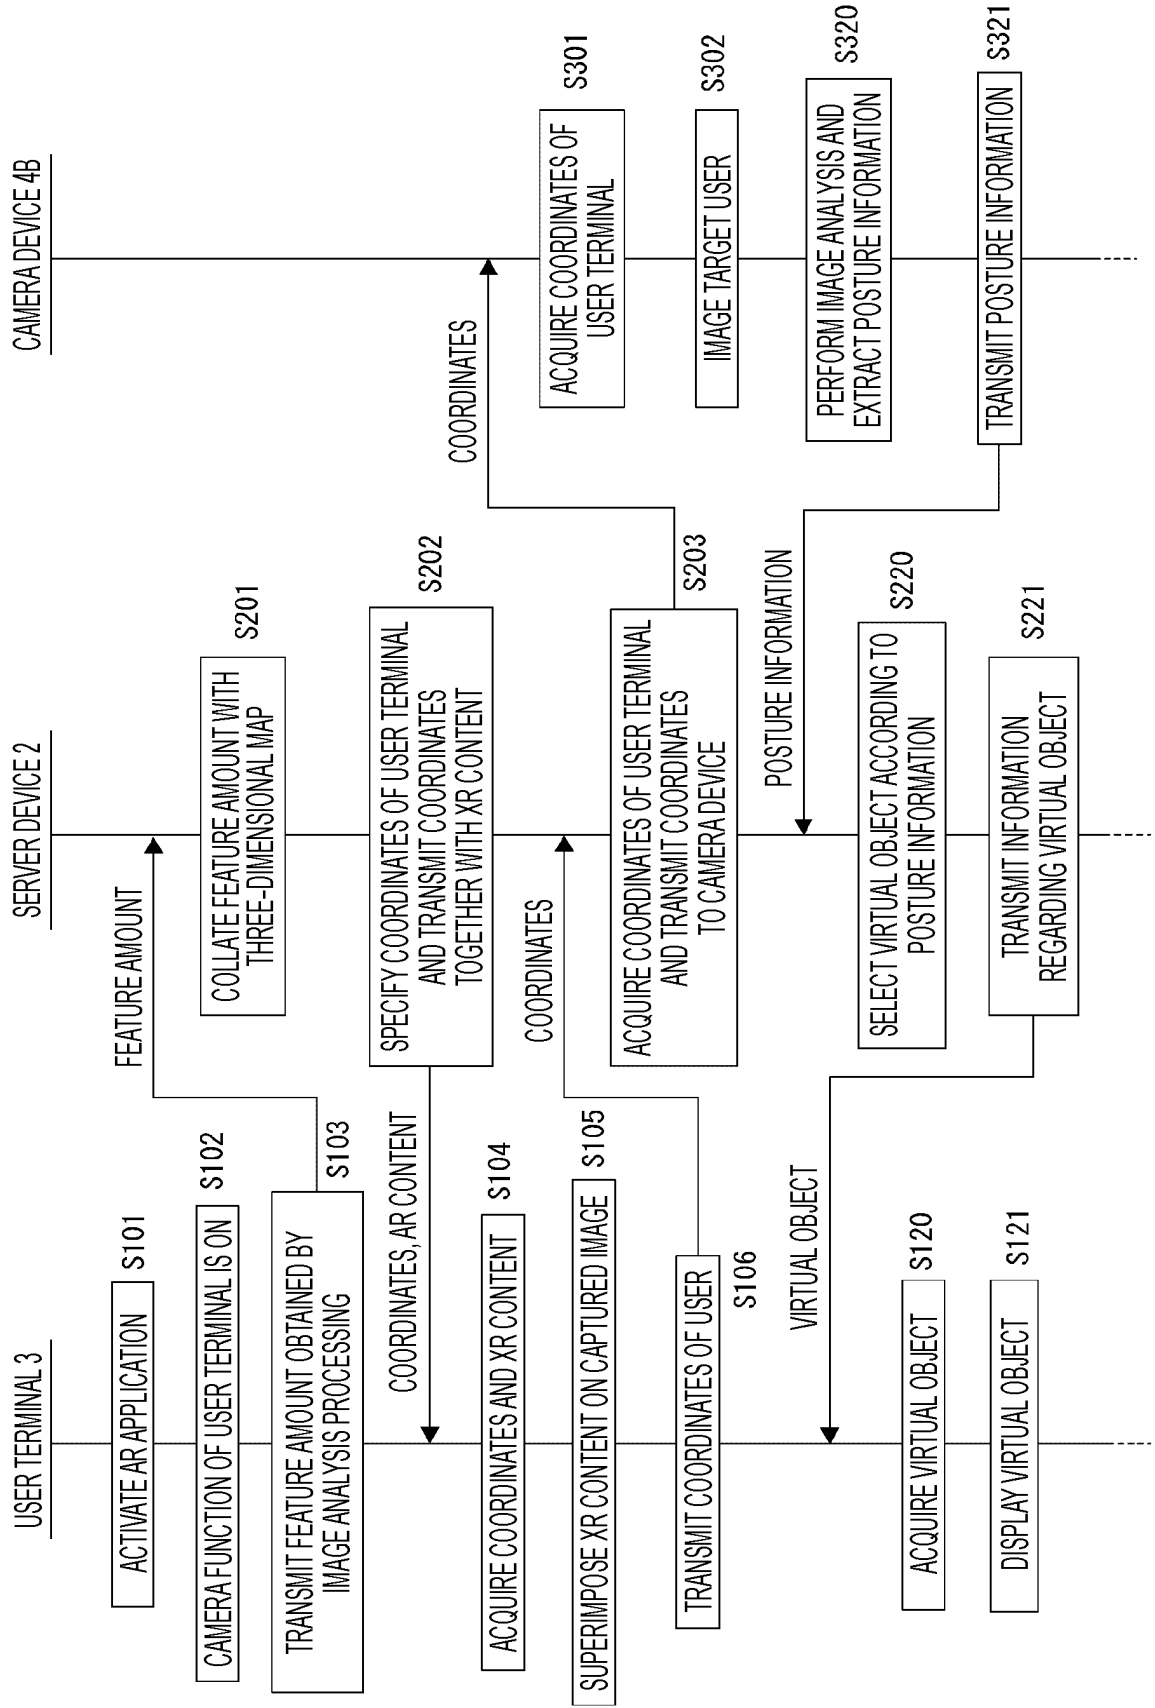 USER TERMINAL 3
ACTIVATE AR APPLICATION
S101
CAMERA FUNCTION OF USER TERMINAL IS ON
S102
TRANSMIT FEATURE AMOUNT OBTAINED BY
IMAGE ANALYSIS PROCESSING
S103
COORDINATES, AR CONTENT
ACQUIRE COORDINATES AND XR CONTENT
S104
SUPERIMPOSE XR CONTENT ON CAPTURED IMAGE
S105
TRANSMIT COORDINATES OF USER
S106
VIRTUAL OBJECT
ACQUIRE VIRTUAL OBJECT
S120
DISPLAY VIRTUAL OBJECT
S121
SERVER DEVICE 2
FEATURE AMOUNT
COLLATE FEATURE AMOUNT WITH
THREE-DIMENSIONAL MAP
S201
SPECIFY COORDINATES OF USER TERMINAL
AND TRANSMIT COORDINATES
TOGETHER WITH XR CONTENT
S202
COORDINATES
ACQUIRE COORDINATES OF USER TERMINAL
AND TRANSMIT COORDINATES
TO CAMERA DEVICE
S203
POSTURE INFORMATION
SELECT VIRTUAL OBJECT ACCORDING TO
POSTURE INFORMATION
S220
TRANSMIT INFORMATION
REGARDING VIRTUAL OBJECT
S221
CAMERA DEVICE 4B
COORDINATES
ACQUIRE COORDINATES OF
USER TERMINAL
S301
IMAGE TARGET USER
S302
PERFORM IMAGE ANALYSIS AND
EXTRACT POSTURE INFORMATION
S320
TRANSMIT POSTURE INFORMATION
S321